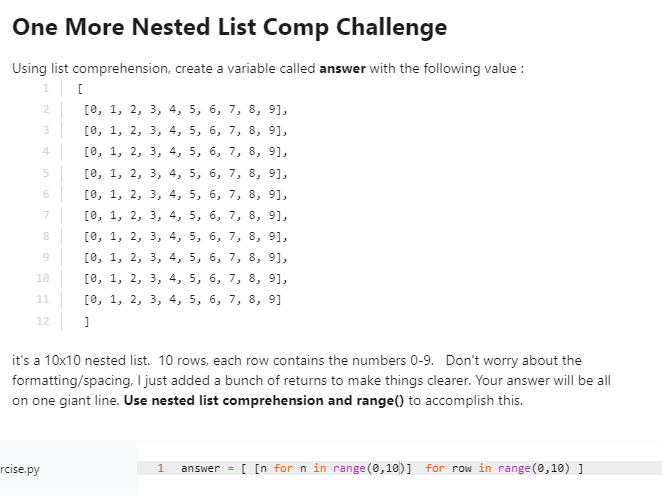 One More Nested List Comp Challenge
Using list comprehension, create a variable called answer with the following value :
1 [
2 [0, 1, 2, 3, 4, 5, 6, 7, 8, 9],
3 [0, 1, 2, 3, 4, 5, 6, 7, 8, 9],
4 [0, 1, 2, 3, 4, 5, 6, 7, 8, 9],
5 [0, 1, 2, 3, 4, 5, 6, 7, 8, 9],
6 [0, 1, 2, 3, 4, 5, 6, 7, 8, 9],
7 [0, 1, 2, 3, 4, 5, 6, 7, 8, 9],
8 [0, 1, 2, 3, 4, 5, 6, 7, 8, 9],
9 [0, 1, 2, 3, 4, 5, 6, 7, 8, 9],
10 [0, 1, 2, 3, 4, 5, 6, 7, 8, 9],
11 [0, 1, 2, 3, 4, 5, 6, 7, 8, 9]
12 ]
it's a 10x10 nested list. 10 rows, each row contains the numbers 0-9. Don't worry about the
formatting/spacing, I just added a bunch of returns to make things clearer. Your answer will be all
on one giant line. Use nested list comprehension and range() to accomplish this.
rcise.py
1 answer = [ [n for n in range(0,10)] for row in range(0,10) ]